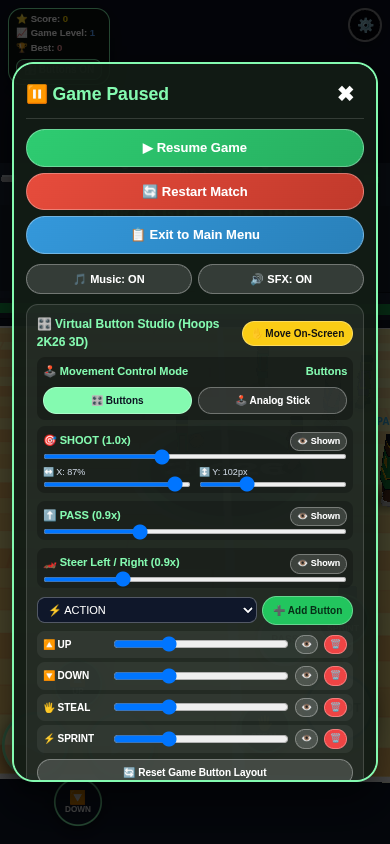 ⭐ Score: 0
📈 Game Level: 1
🏆 Best: 0
⚙️
⏸️ Game Paused ✖
▶ Resume Game
🔄 Restart Match
📋 Exit to Main Menu
🎵 Music: ON 🔊 SFX: ON
🎛️ Virtual Button Studio (Hoops
2K26 3D)
Move On-Screen
🕹️ Movement Control Mode Buttons
🎛️ Buttons 🕹️ Analog Stick
🎯 SHOOT (1.0x) 👁️ Shown
↔️ X: 87% ↕️ Y: 102px
⬆️ PASS (0.9x) 👁️ Shown
🏎️ Steer Left / Right (0.9x) 👁️ Shown
⚡ ACTION ➕ Add Button
🔼 UP 👁️ 🗑️
🔽 DOWN 👁️ 🗑️
🖐️ STEAL 👁️ 🗑️
⚡ SPRINT 👁️ 🗑️
🔄 Reset Game Button Layout
🔽
DOWN